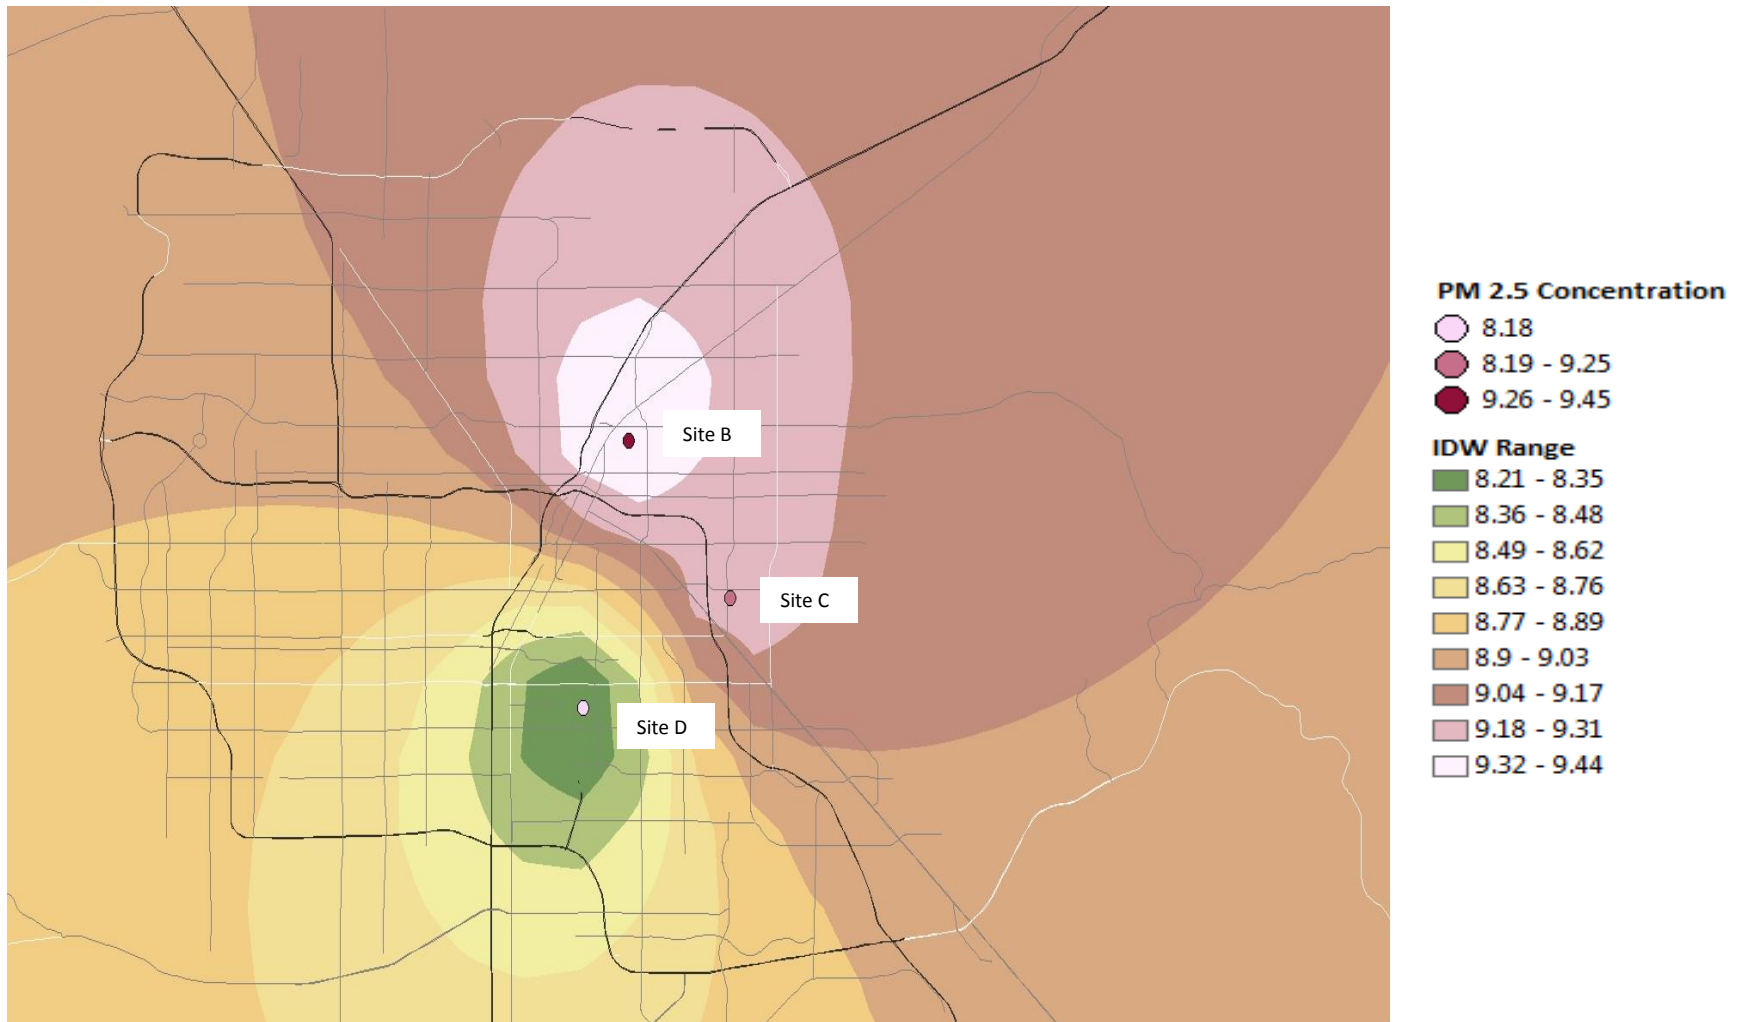 Site B
Site C
Site D
PM 2.5 Concentration
8.18
8.19 - 9.25
9.26 - 9.45
IDW Range
8.21 - 8.35
8.36 - 8.48
8.49 - 8.62
8.63 - 8.76
8.77 - 8.89
8.9 - 9.03
9.04 - 9.17
9.18 - 9.31
9.32 - 9.44